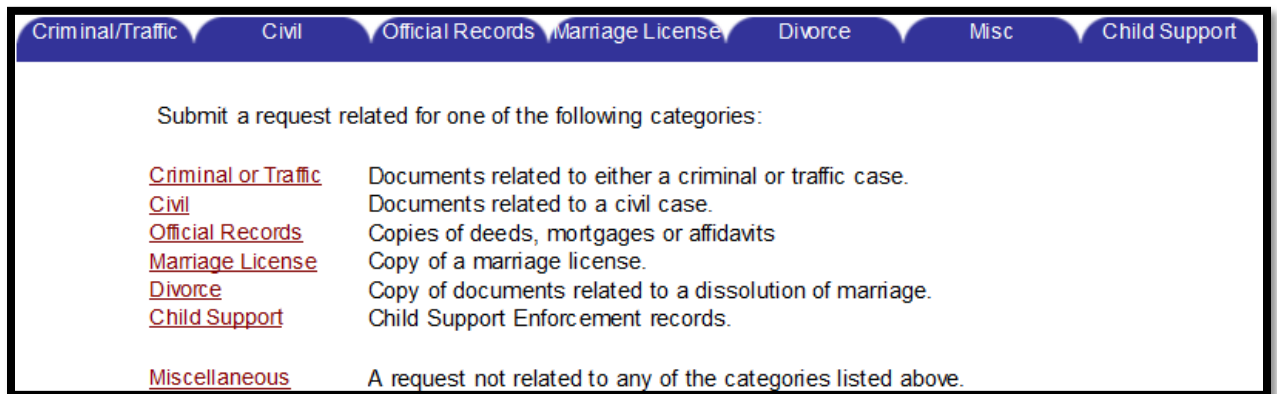 Criminal/Traffic Civil Official Records Marriage License Divorce Misc Child Support
Submit a request related for one of the following categories:
Criminal or Traffic Documents related to either a criminal or traffic case.
Civil Documents related to a civil case.
Official Records Copies of deeds, mortgages or affidavits
Marriage License Copy of a marriage license.
Divorce Copy of documents related to a dissolution of marriage.
Child Support Child Support Enforcement records.
Miscellaneous A request not related to any of the categories listed above.